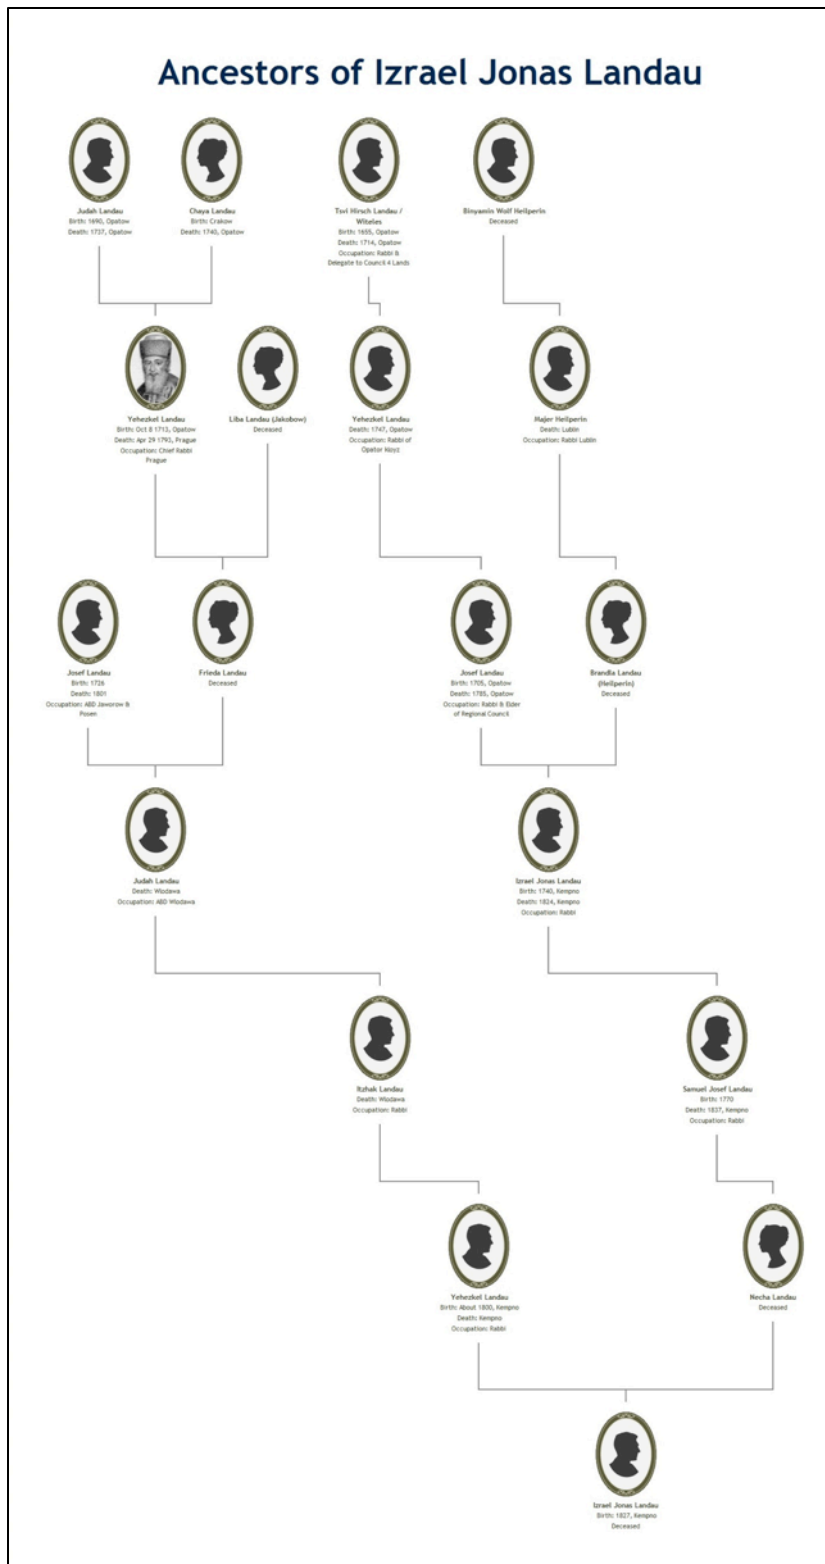 Ancestors of Izrael Jonas Landau
Judah Landau
Birth: 1690, Opatow
Death: 1737, Opatow
Chaya Landau
Birth: Crakow
Death: 1740, Opatow
Tswi Hirsch Landau /
Witeles
Birth: 1655, Opatow
Death: 1714, Opatow
Occupation: Rabbi &
Delegate to Council 4 Lands
Binyamin Wolf Heilperin
Deceased
Yehezkel Landau
Birth: Oct 8 1713, Opatow
Death: Apr 29 1793, Prague
Occupation: Chief Rabbi
Prague
Liba Landau (Jakobow)
Deceased
Yehezkel Landau
Death: 1747, Opatow
Occupation: Rabbi of
Opator
Majer Heilperin
Death: Lublin
Occupation: Rabbi Lublin
Josef Landau
Birth: 1726
Death: 1801
Occupation: ABD Jaworow &
Posen
Frieda Landau
Deceased
Josef Landau
Birth: 1705, Opatow
Death: 1785, Opatow
Occupation: Rabbi & Elder
of Regional Council
Brandla Landau
(Heilperin)
Deceased
Judah Landau
Death: Wlodawa
Occupation: ABD Wlodawa
Izrael Jonas Landau
Birth: 1740, Kempno
Death: 1824, Kempno
Occupation: Rabbi
Itzhak Landau
Death: Wlodawa
Occupation: Rabbi
Samuel Josef Landau
Birth: 1770
Death: 1837, Kempno
Occupation: Rabbi
Yehezkel Landau
Birth: About 1800, Kempno
Death: Kempno
Occupation: Rabbi
Necha Landau
Deceased
Izrael Jonas Landau
Birth: 1827, Kempno
Deceased